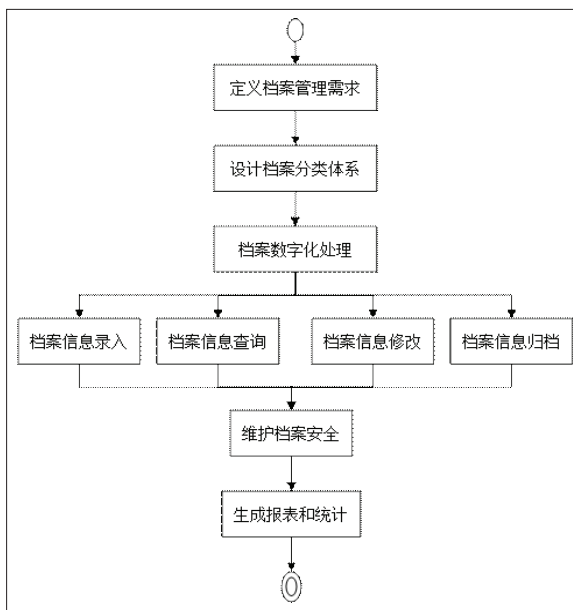 定义档案管理需求
设计档案分类体系
档案数字化处理
档案信息录入
档案信息查询
档案信息修改
档案信息归档
维护档案安全
生成报表和统计